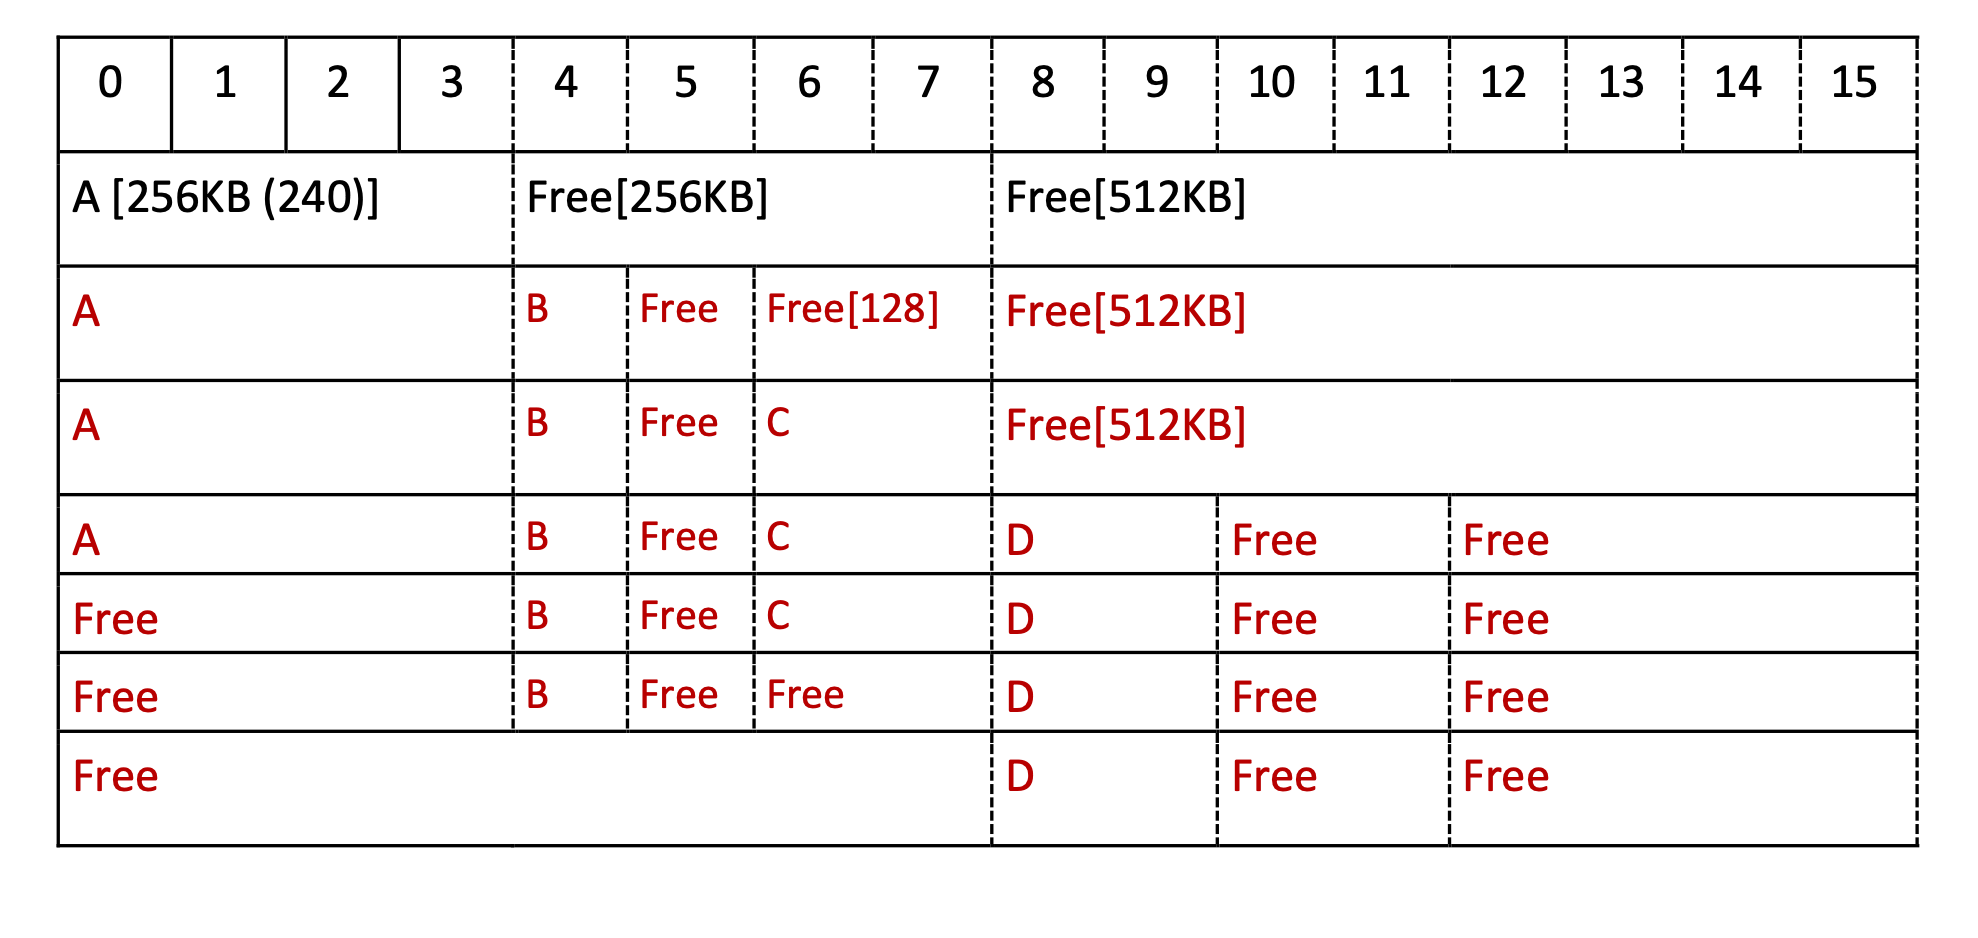 0 1 2 3 4 5 6 7 8 9 10 11 12 13 14 15
A [256KB (240)] Free[256KB] Free[512KB]
A B Free Free[128] Free[512KB]
A B Free C Free[512KB]
A B Free C D Free Free
Free B Free C D Free Free
Free B Free Free D Free Free
Free D Free Free